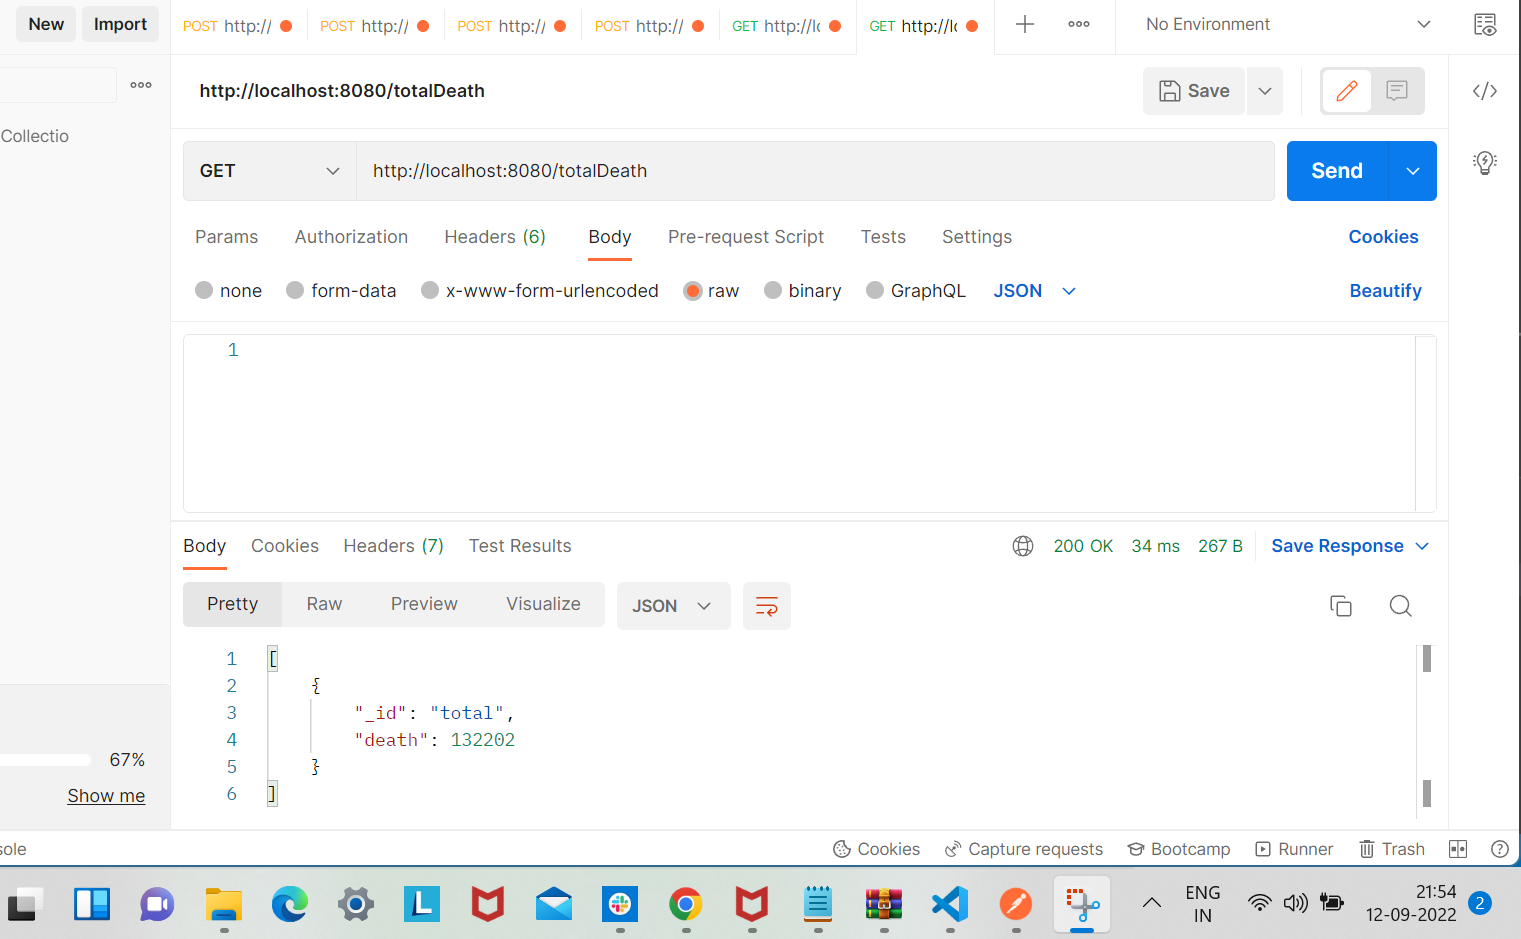 New Import POST http:// POST http:// POST http:// POST http:// GET http://lo GET http://lo No Environment
http://localhost:8080/totalDeath Save
Collectio
GET http://localhost:8080/totalDeath Send
Params Authorization Headers (6) Body Pre-request Script Tests Settings Cookies
none form-data x-www-form-urlencoded raw binary GraphQL JSON Beautify
1
Body Cookies Headers (7) Test Results 200 OK 34 ms 267 B Save Response
Pretty Raw Preview Visualize JSON
1 [
2 {
3 "_id": "total",
4 "death": 132202
5 }
6 ]
67%
Show me
sole Cookies Capture requests Bootcamp Runner Trash
L ENG 21:54
IN 12-09-2022 2